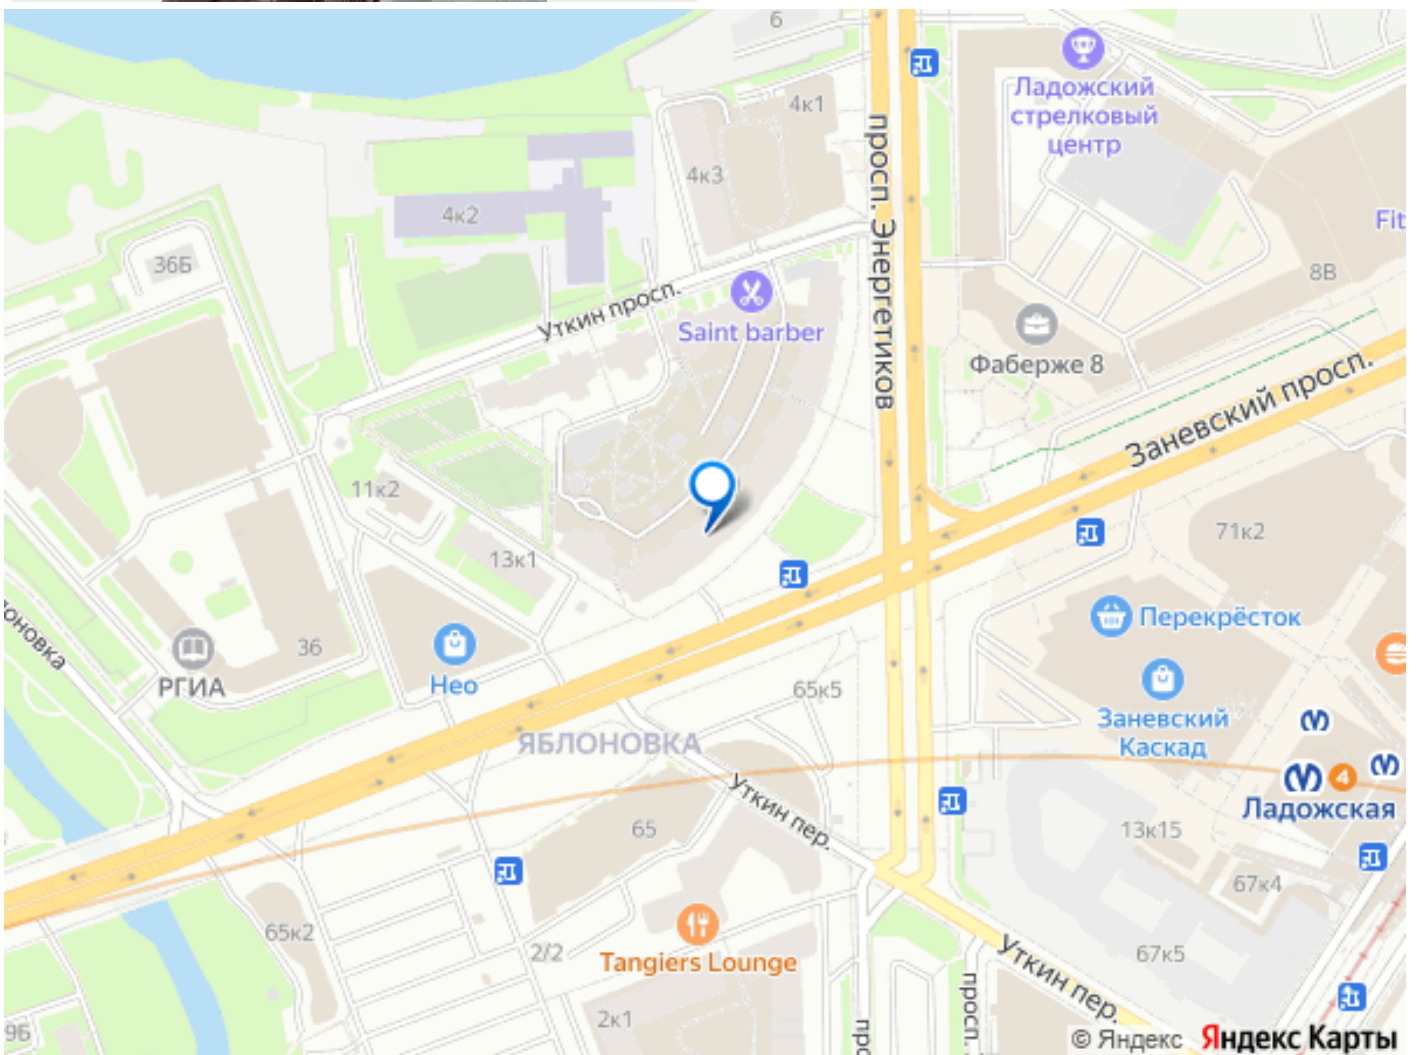 6
Ладожский
стрелковый
центр
4к1
просп. Энергетиков
4к3
4к2
Fit
36Б
8В
Уткин просп.
Saint barber
Фаберже 8
Заневский просп.
11к2
71к2
13к1
Перекрёсток
36
РГИА
Нео
65к5
Заневский
Каскад
ЯБЛОНОВКА
4
Ладожская
Уткин пер.
65
13к15
67к4
65к2
2/2
Tangiers Lounge
67к5
Уткин пер.
просп.
2к1
9Б
© Яндекс Яндекс Карты